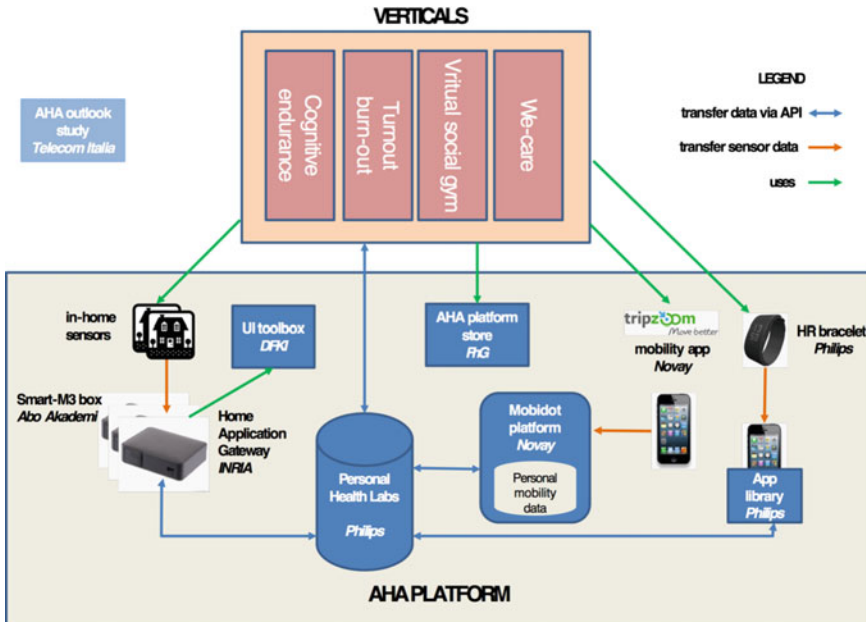 VERTICALS
Cognitive
endurance
Turnout
burn-out
Vritual social gym
We-care
AHA outlook
study
Telecom Italia
LEGEND
transfer data via API
transfer sensor data
uses
in-home
sensors
UI toolbox
DFKI
AHA platform
store
FhG
tripzoom
Move better
mobility app
Novay
HR bracelet
Philips
Smart-M3 box
Abo Akademi
Home
Application
Gateway
INRIA
Personal
Health Labs
Philips
Mobidot
platform
Novay
Personal
mobility
data
App
library
Philips
AHA PLATFORM